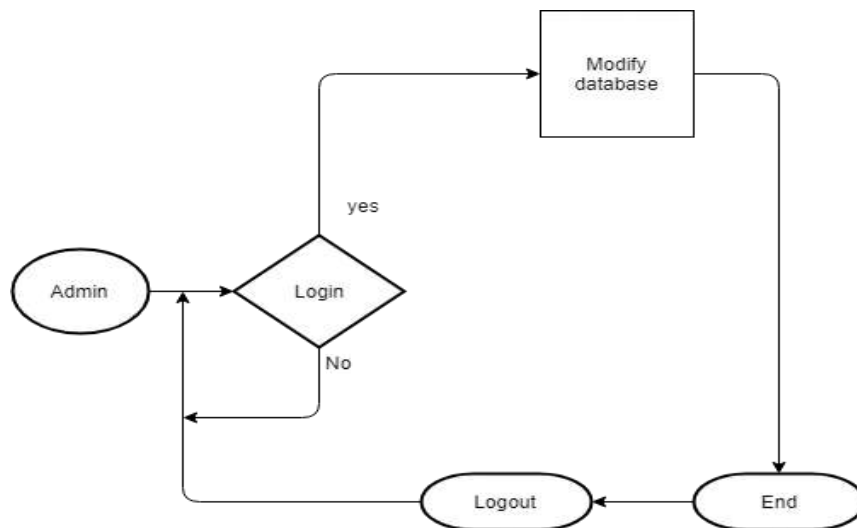 Modify
database
yes
Admin
Login
No
Logout
End